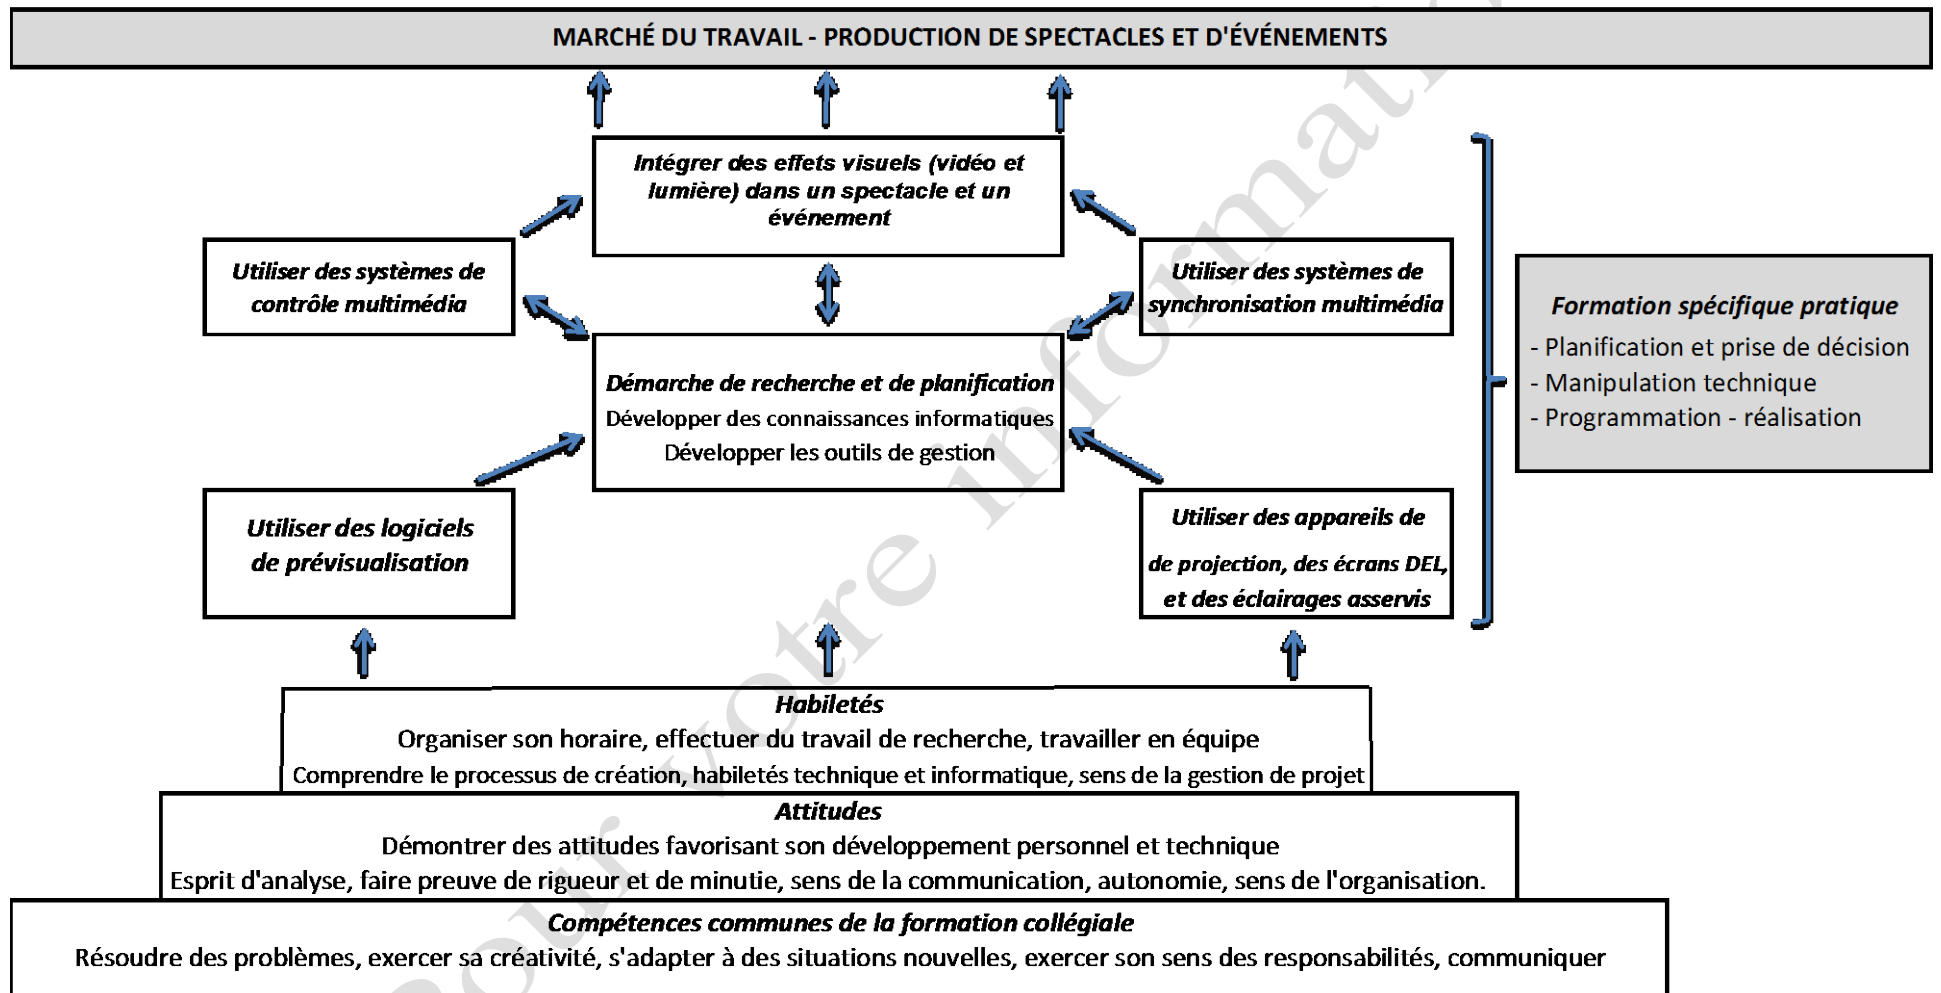 MARCHÉ DU TRAVAIL - PRODUCTION DE SPECTACLES ET D'ÉVÉNEMENTS
Intégrer des effets visuels (vidéo et
lumière) dans un spectacle et un
événement
Utiliser des systèmes de
contrôle multimédia
Utiliser des systèmes de
synchronisation multimédia
Formation spécifique pratique
- Planification et prise de décision
- Manipulation technique
- Programmation - réalisation
Démarche de recherche et de planification
Développer des connaissances informatiques
Développer les outils de gestion
Utiliser des logiciels
de prévisualisation
Utiliser des appareils de
de projection, des écrans DEL,
et des éclairages asservis
Habiletés
Organiser son horaire, effectuer du travail de recherche, travailler en équipe
Comprendre le processus de création, habiletés technique et informatique, sens de la gestion de projet
Attitudes
Démontrer des attitudes favorisant son développement personnel et technique
Esprit d'analyse, faire preuve de rigueur et de minutie, sens de la communication, autonomie, sens de l'organisation.
Compétences communes de la formation collégiale
Résoudre des problèmes, exercer sa créativité, s'adapter à des situations nouvelles, exercer son sens des responsabilités, communiquer
Pour votre informati